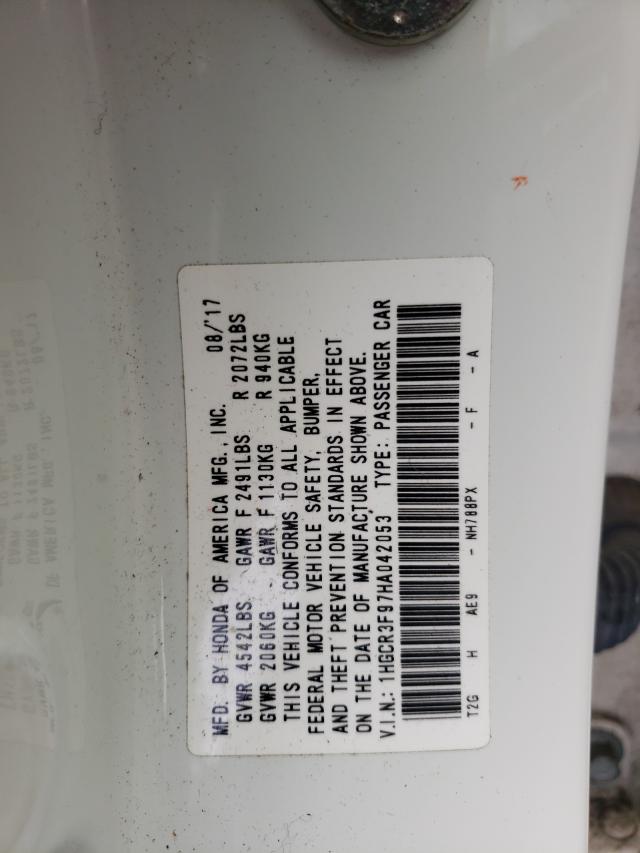 MFD. BY HONDA OF AMERICA MFG., INC. 08/'17
GVWR 4542LBS GAWR F 2491LBS R 2072LBS
GVWR 2060KG GAWR F 1130KG R 940KG
THIS VEHICLE CONFORMS TO ALL APPLICABLE
FEDERAL MOTOR VEHICLE SAFETY, BUMPER,
AND THEFT PREVENTION STANDARDS IN EFFECT
ON THE DATE OF MANUFACTURE SHOWN ABOVE.
V.I.N.: 1HGCR3F97HA042053 TYPE: PASSENGER CAR
T2G H AE9 - NH788PX - F - A